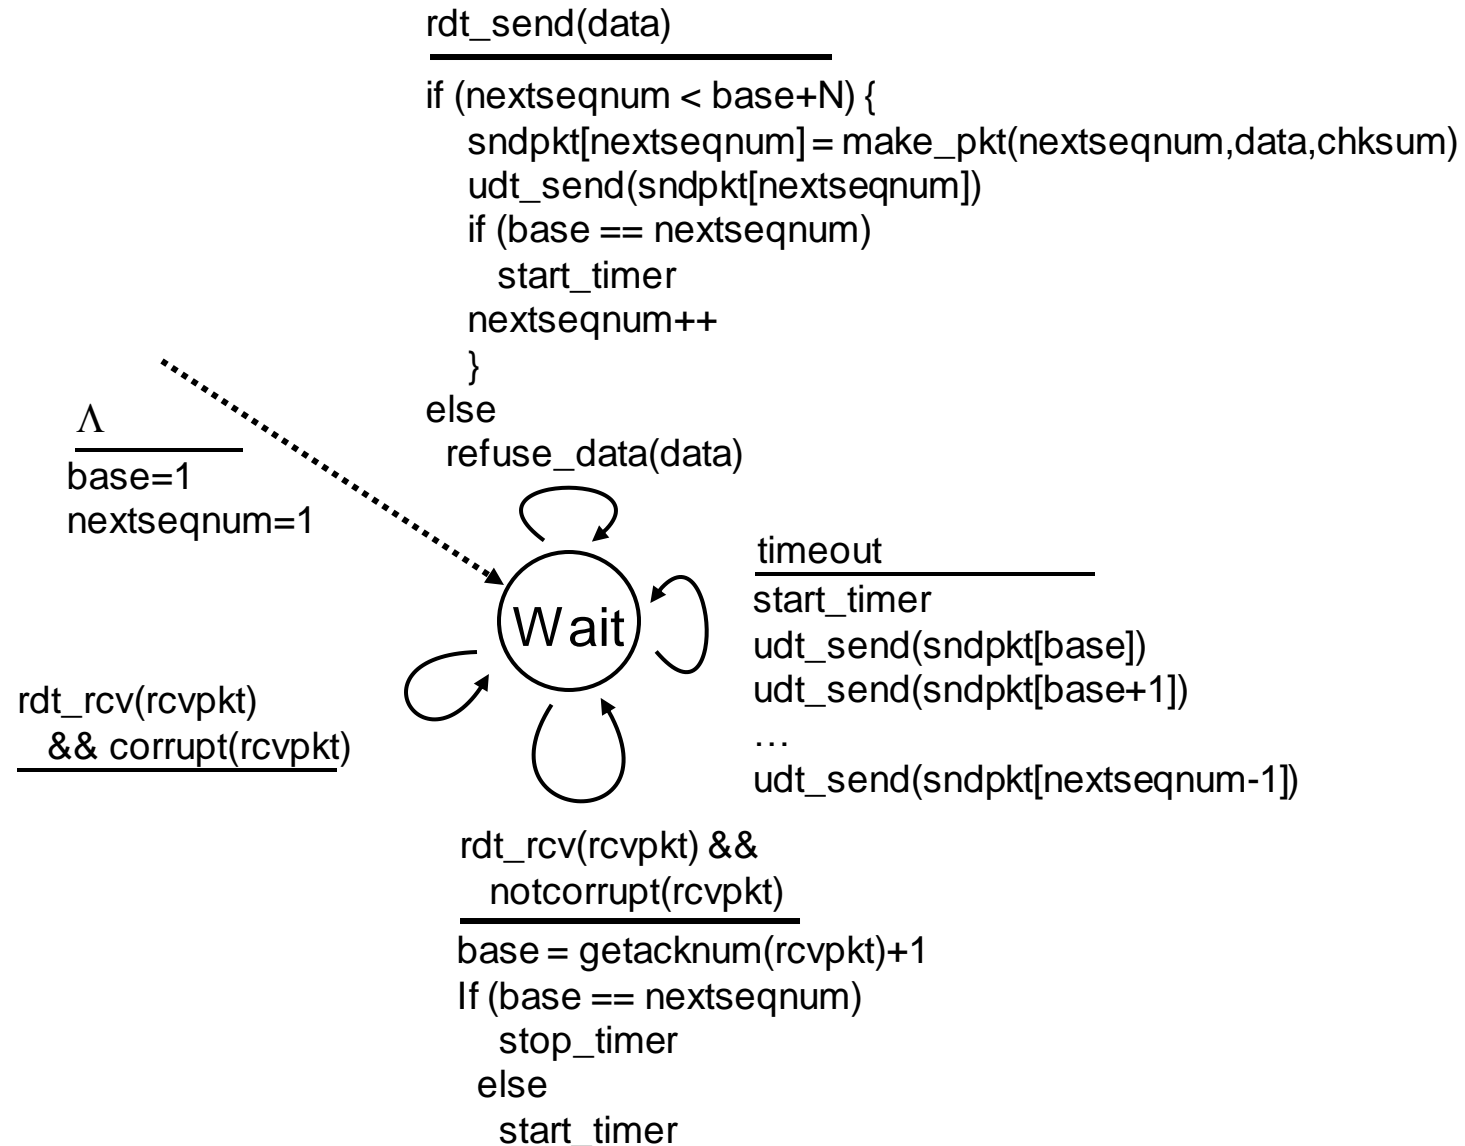 rdt_send(data)
if (nextseqnum < base+N) {
sndpkt[nextseqnum] = make_pkt(nextseqnum,data,chksum)
udt_send(sndpkt[nextseqnum])
if (base == nextseqnum)
start_timer
nextseqnum++
}
else
refuse_data(data)
Λ
base=1
nextseqnum=1
Wait
timeout
start_timer
udt_send(sndpkt[base])
udt_send(sndpkt[base+1])
…
udt_send(sndpkt[nextseqnum-1])
rdt_rcv(rcvpkt)
&& corrupt(rcvpkt)
rdt_rcv(rcvpkt) &&
notcorrupt(rcvpkt)
base = getacknum(rcvpkt)+1
If (base == nextseqnum)
stop_timer
else
start_timer